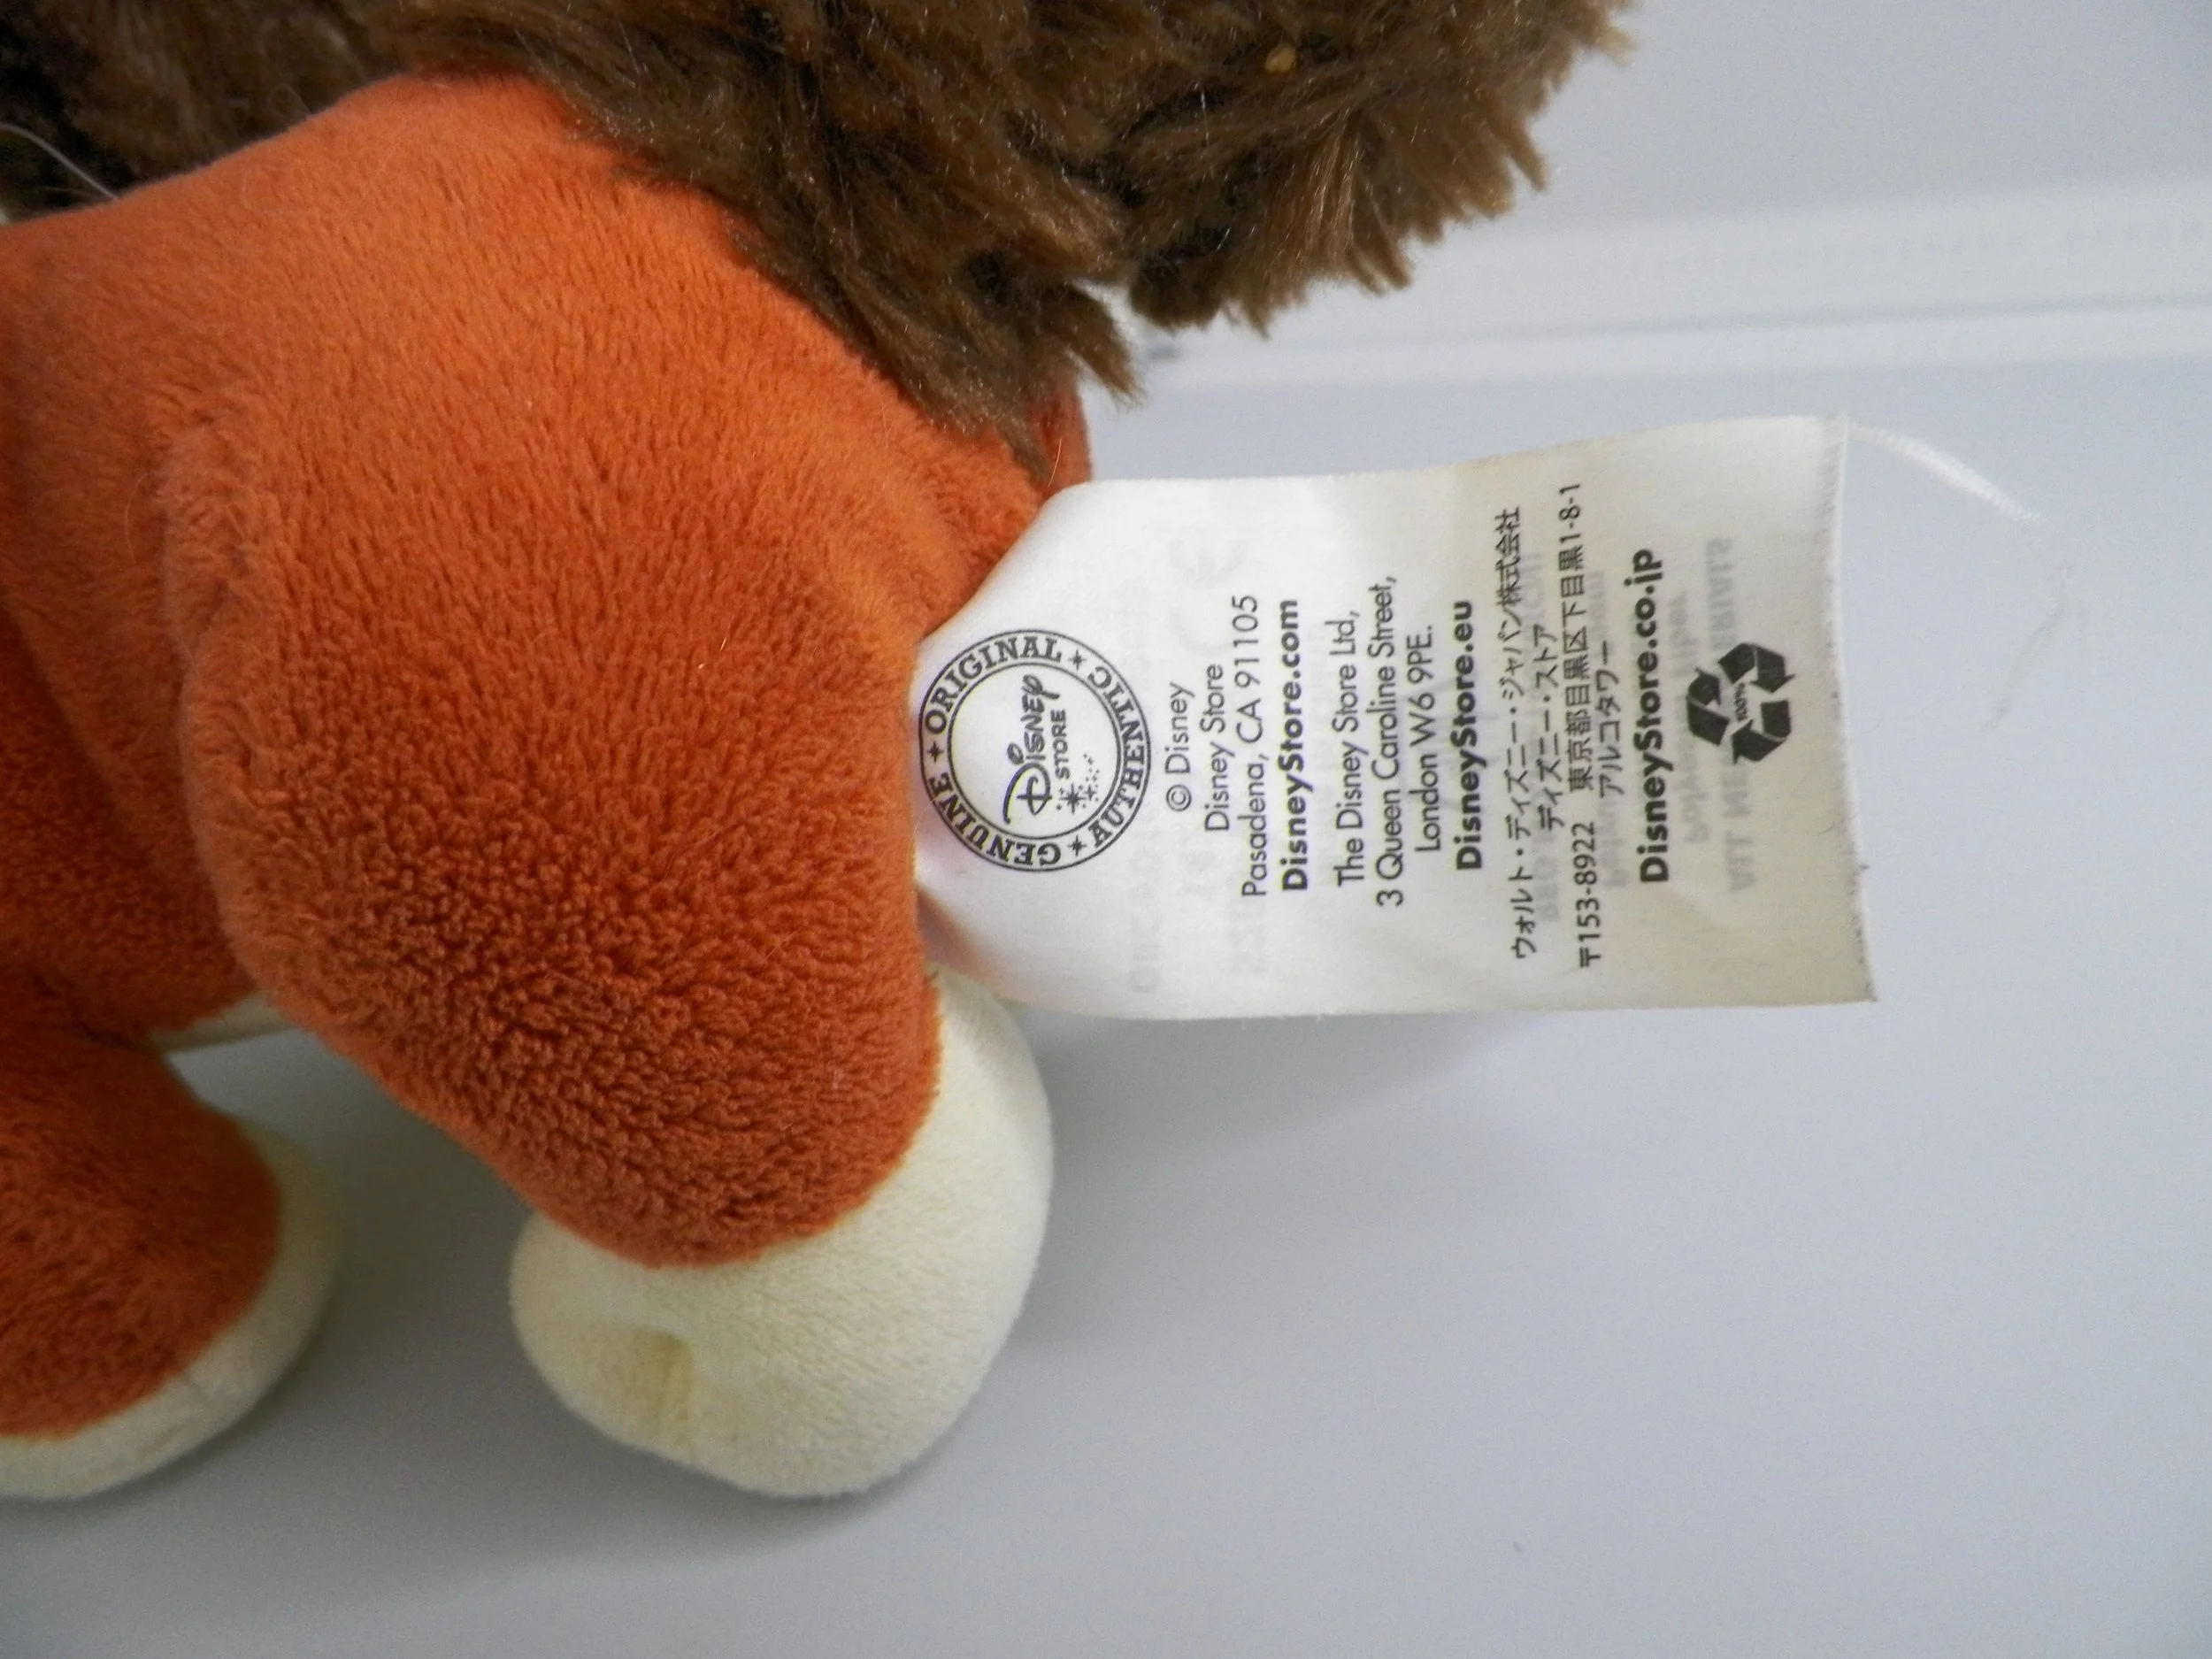 ORIGINAL * AUTHENTIC * GENUINE *
Disney
STORE
© Disney
Disney Store
Pasadena, CA 91105
DisneyStore.com
The Disney Store Ltd,
3 Queen Caroline Street,
London W6 9PE.
DisneyStore.eu
ウォルト・ディズニー・ジャパン株式会社
ディズニー・ストア
〒153-8922 東京都目黒区下目黒1-8-1
アルコタワー
DisneyStore.co.jp
100%